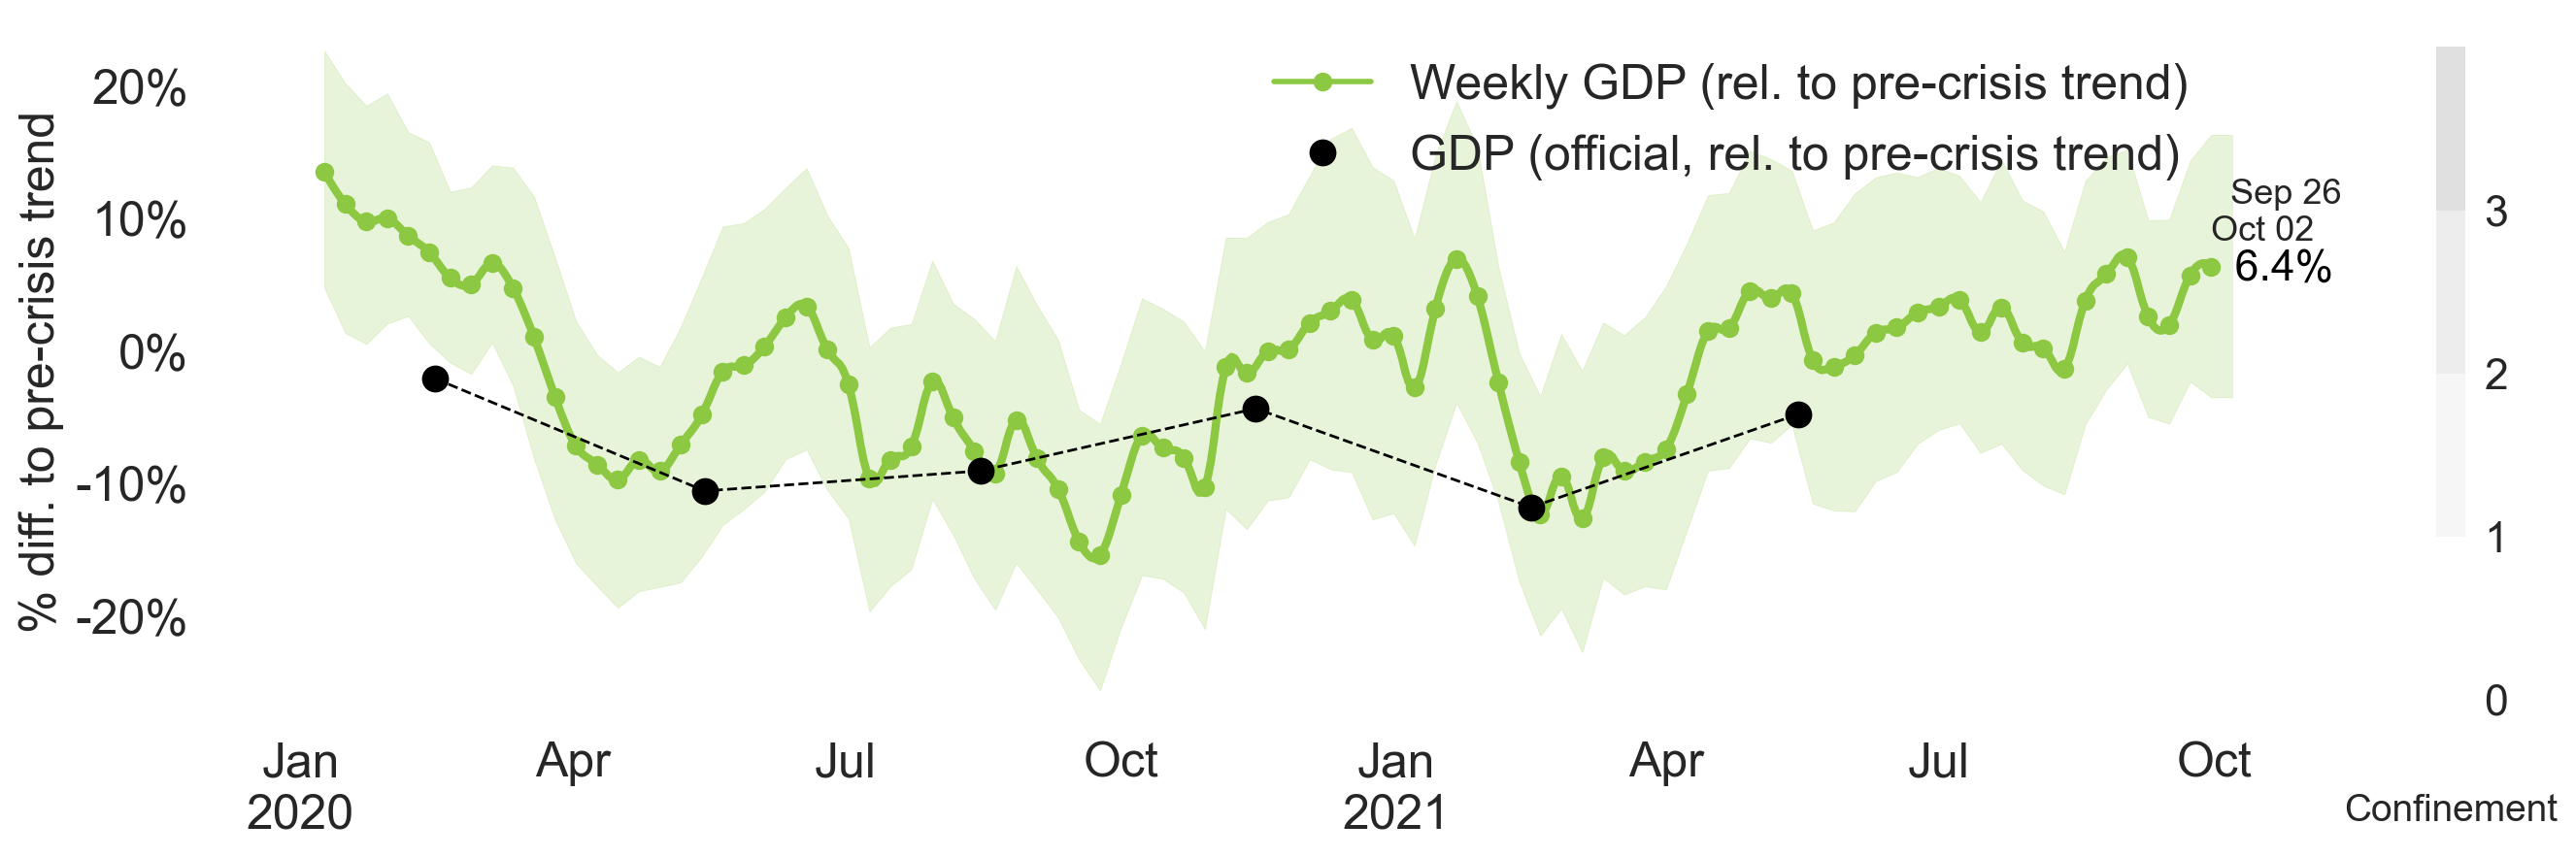 % diff. to pre-crisis trend
20%
10%
0%
-10%
-20%
Weekly GDP (rel. to pre-crisis trend)
GDP (official, rel. to pre-crisis trend)
Sep 26
Oct 02
6.4%
3
2
1
0
Jan Apr Jul Oct Jan Apr Jul Oct
2020 2021
Confinement